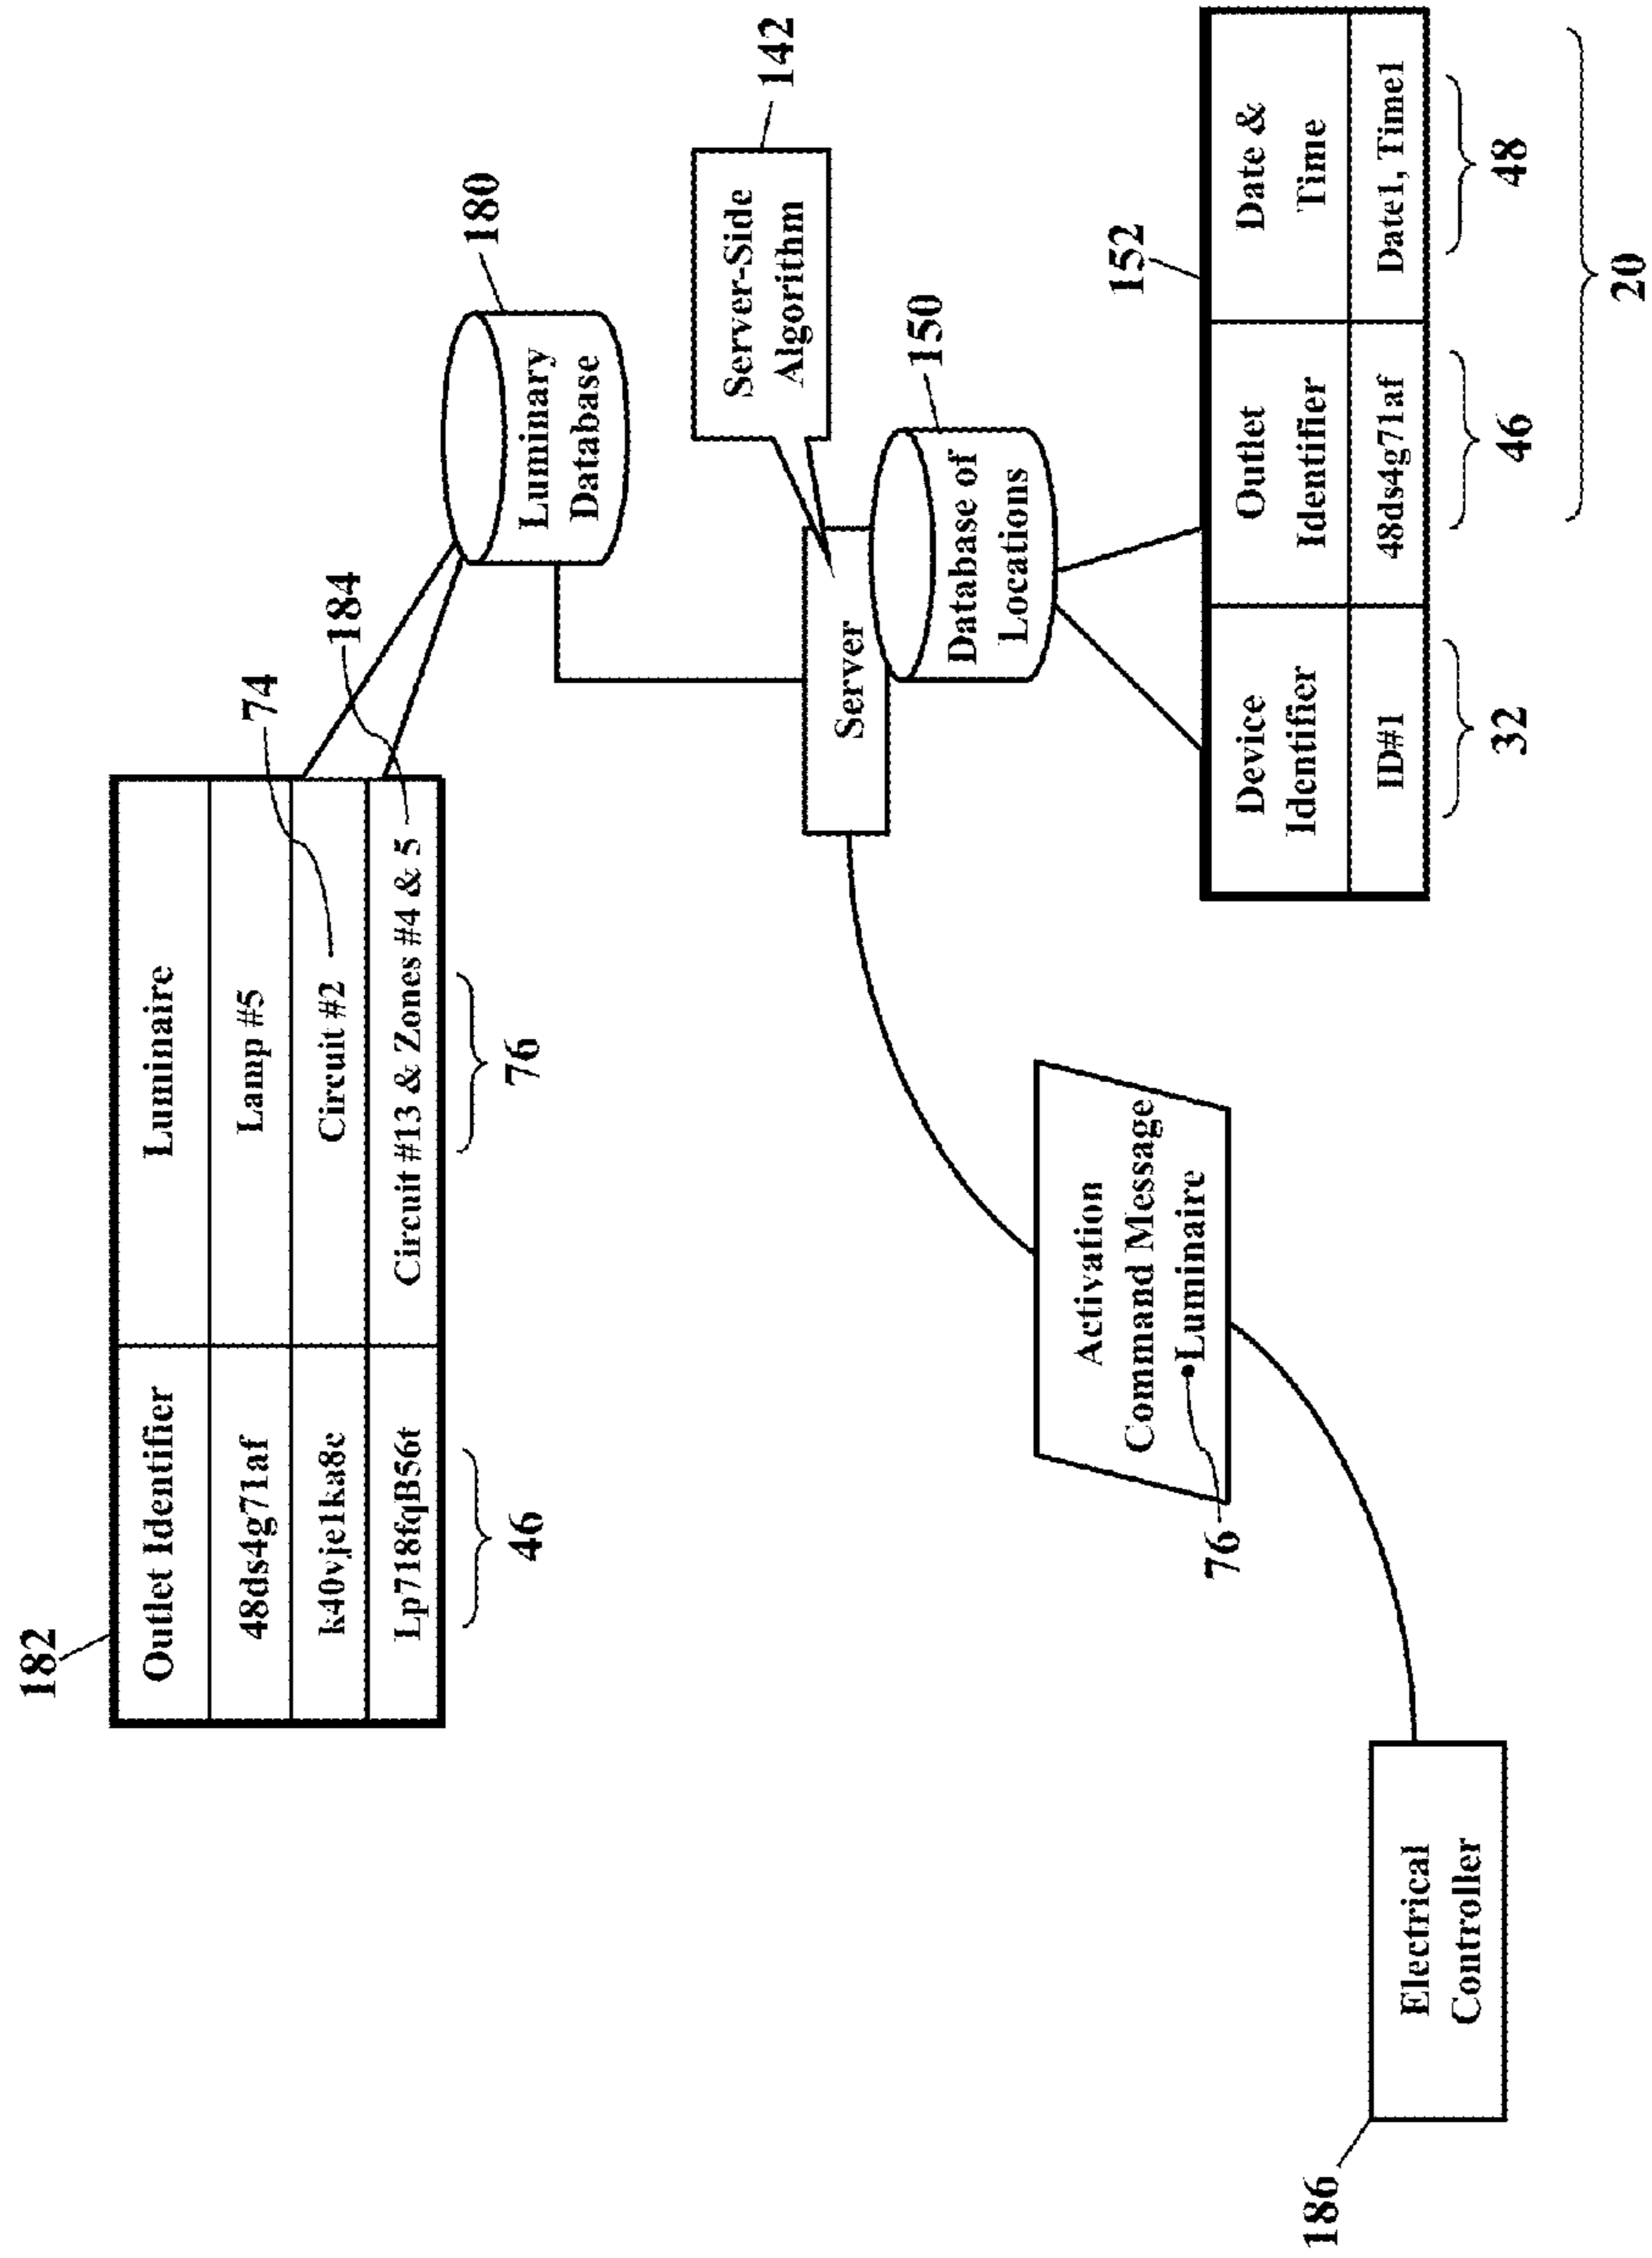 182
Outlet Identifier
Luminaire
48ds4g71af
Lamp #5
k40vje1ka8c
Circuit #2
Lp718fqB56t
Circuit #13 & Zones #4 & 5
46
76
74
184
180
Luminary
Database
Server-Side
Algorithm
142
Server
150
Database of
Locations
152
Device
Identifier
Outlet
Identifier
Date &
Time
ID#1
48ds4g71af
Date1, Time1
32
46
48
20
Activation
Command Message
•Luminaire
76
Electrical
Controller
186